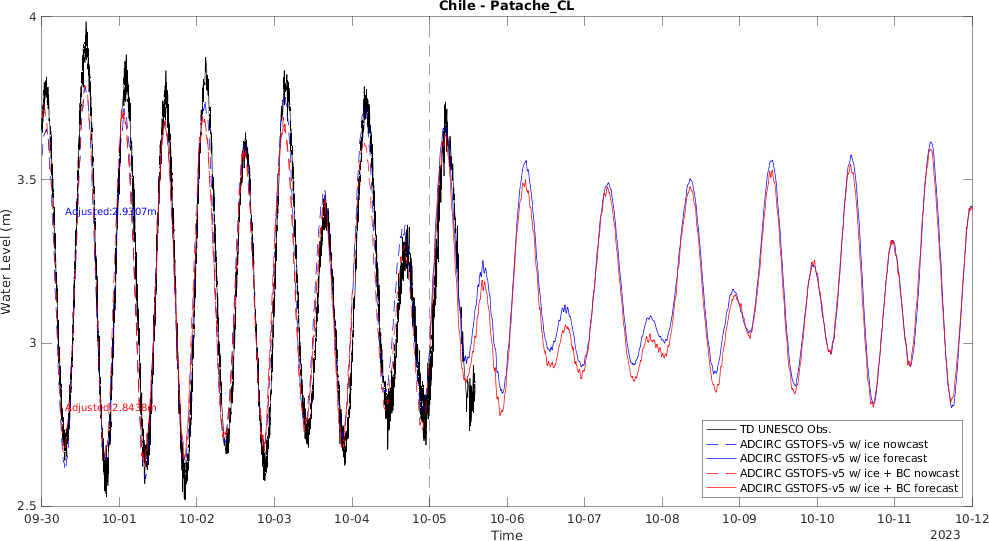 Chile - Patache_CL
4
3.5
3
2.5
Water Level (m)
Adjusted:2.9307m
Adjusted:2.8438m
TD UNESCO Obs.
ADCIRC GSTOFS-v5 w/ ice nowcast
ADCIRC GSTOFS-v5 w/ ice forecast
ADCIRC GSTOFS-v5 w/ ice + BC nowcast
ADCIRC GSTOFS-v5 w/ ice + BC forecast
09-30 10-01 10-02 10-03 10-04 10-05 10-06 10-07 10-08 10-09 10-10 10-11 10-12
Time
2023